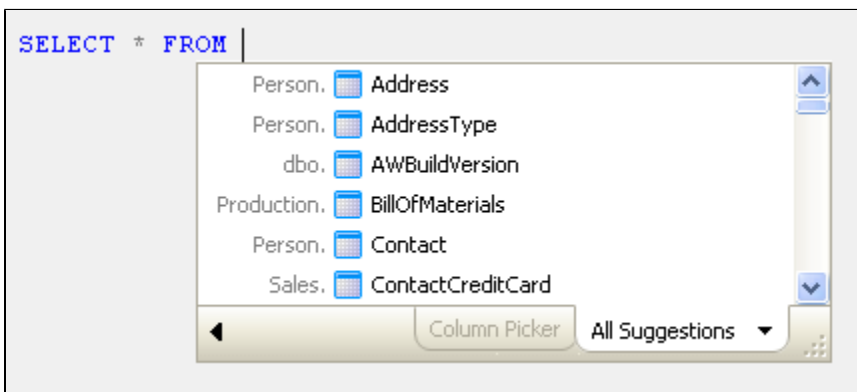 SELECT * FROM
Person. Address
Person. AddressType
dbo. AWBuildVersion
Production. BillOfMaterials
Person. Contact
Sales. ContactCreditCard
Column Picker All Suggestions